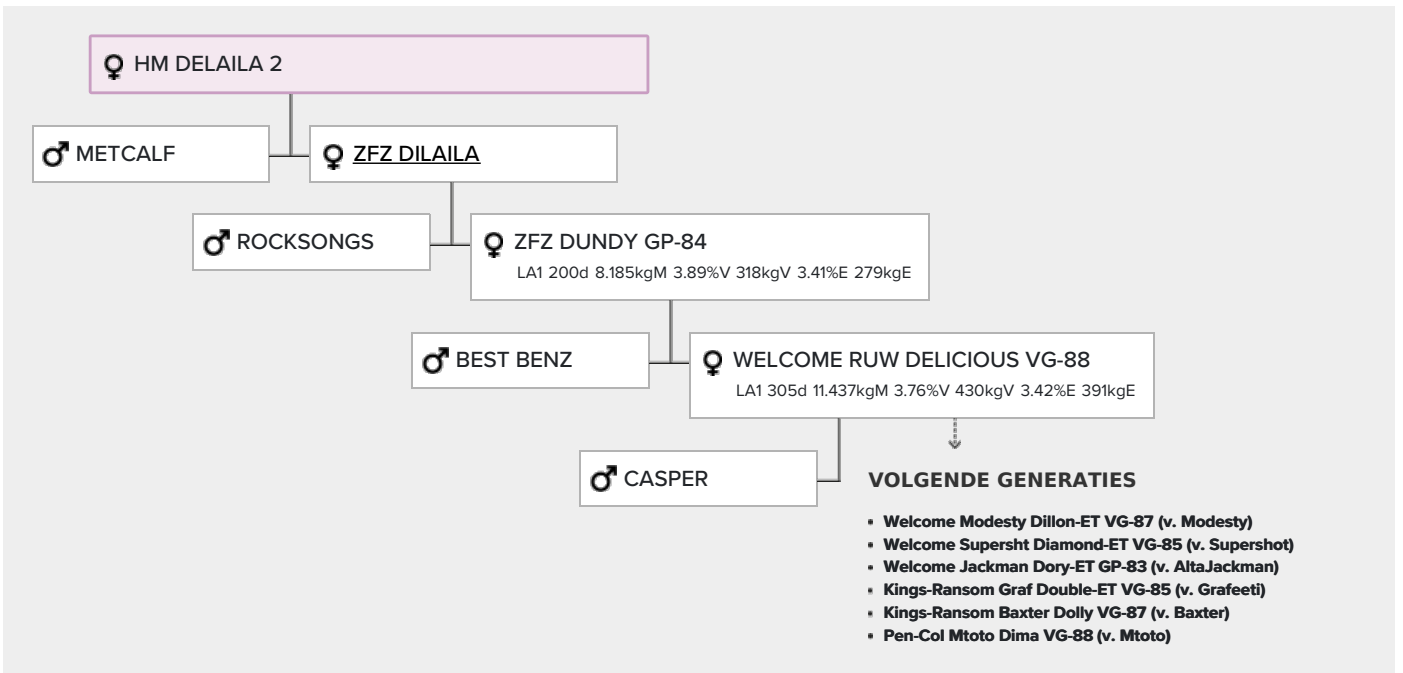 HM DELAILA 2
METCALF
ZFZ DILAILA
ROCKSONGS
ZFZ DUNDY GP-84
LA1 200d 8.185kgM 3.89%V 318kgV 3.41%E 279kgE
BEST BENZ
WELCOME RUW DELICIOUS VG-88
LA1 305d 11.437kgM 3.76%V 430kgV 3.42%E 391kgE
CASPER
VOLGENDE GENERATIES
• Welcome Modesty Dillon-ET VG-87 (v. Modesty)
• Welcome Supersht Diamond-ET VG-85 (v. Supershot)
• Welcome Jackman Dory-ET GP-83 (v. AltaJackman)
• Kings-Ransom Graf Double-ET VG-85 (v. Grafeeti)
• Kings-Ransom Baxter Dolly VG-87 (v. Baxter)
• Pen-Col Mtoto Dima VG-88 (v. Mtoto)